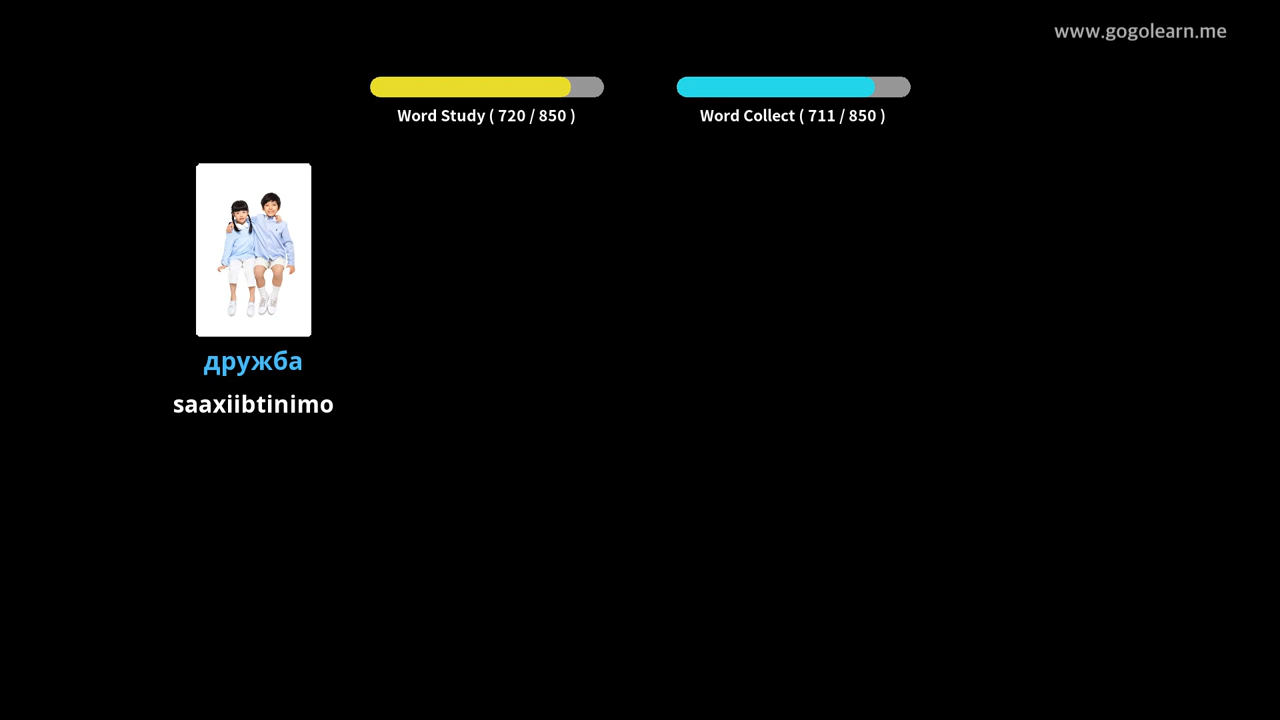 www.gogolearn.me
Word Study ( 720 / 850 )
Word Collect ( 711 / 850 )
дружба
saaxiibtinimo